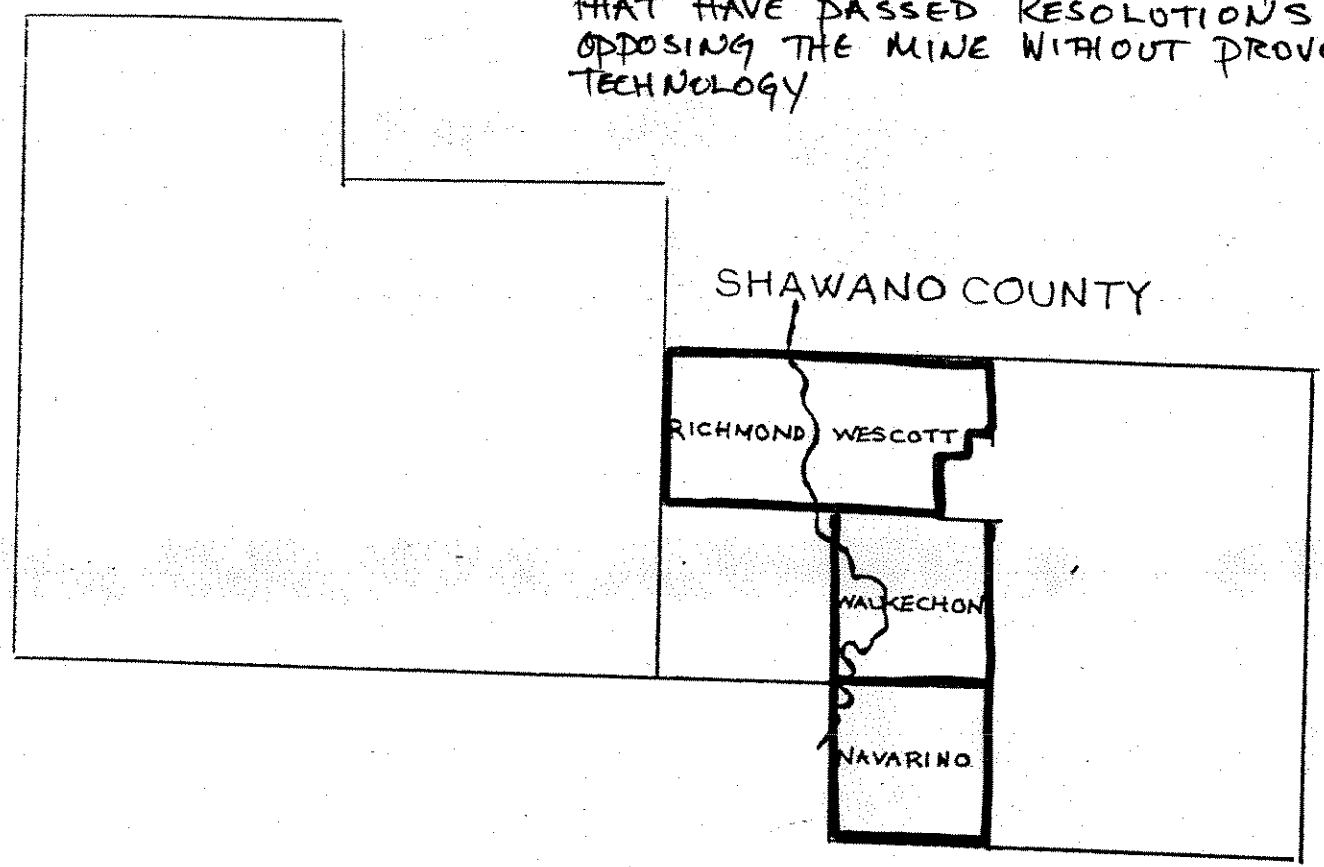 THAT HAVE PASSED RESOLUTIONS
OPPOSING THE MINE WITHOUT
TECHNOLOGY
SHAWANO COUNTY
RICHMOND WESCOTT
WAUKECHON
NAVARINO